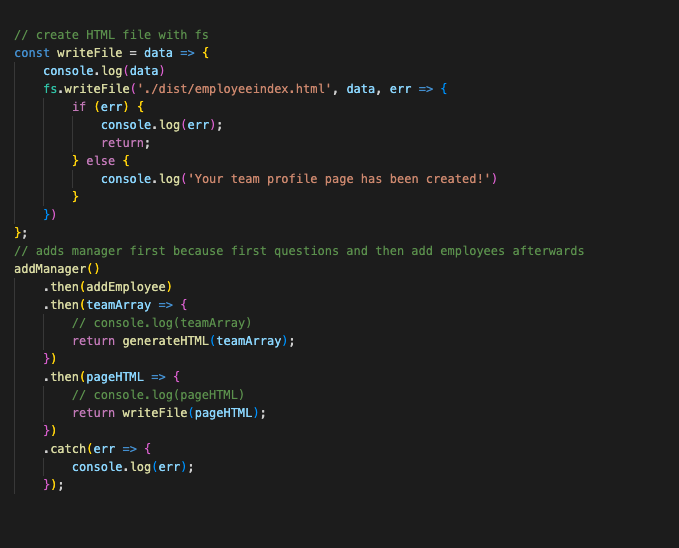 // create HTML file with fs
const writeFile = data => {
    console.log(data)
    fs.writeFile('./dist/employeeindex.html', data, err => {
        if (err) {
            console.log(err);
            return;
        } else {
            console.log('Your team profile page has been created!')
        }
    })
};
// adds manager first because first questions and then add employees afterwards
addManager()
    .then(addEmployee)
    .then(teamArray => {
        // console.log(teamArray)
        return generateHTML(teamArray);
    })
    .then(pageHTML => {
        // console.log(pageHTML)
        return writeFile(pageHTML);
    })
    .catch(err => {
        console.log(err);
    });